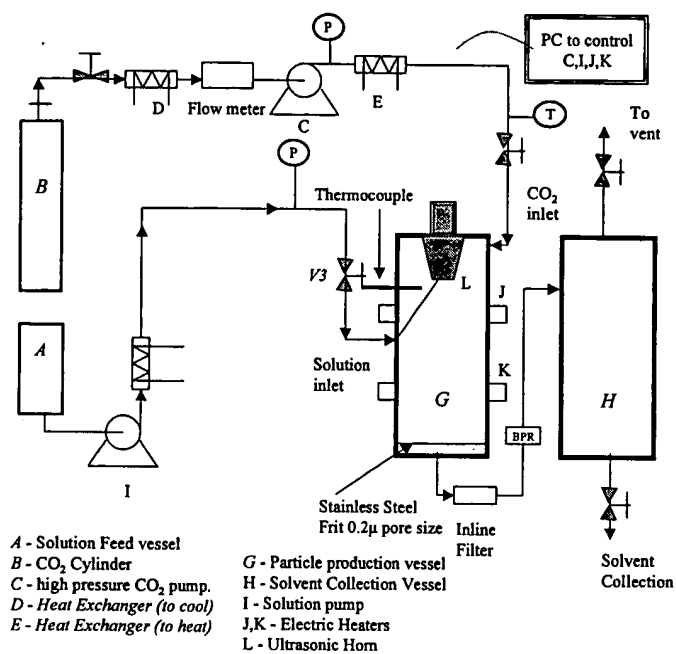 P
PC to control
C,I,J,K
D
Flow meter
C
E
T
To
vent
B
P
Thermocouple
CO2
inlet
V3
L
J
A
Solution
inlet
K
G
H
BPR
I
Stainless Steel
Frit 0.2μ pore size
Inline
Filter
Solvent
Collection
A - Solution Feed vessel
B - CO2 Cylinder
C - high pressure CO2 pump.
D - Heat Exchanger (to cool)
E - Heat Exchanger (to heat)
G - Particle production vessel
H - Solvent Collection Vessel
I - Solution pump
J,K - Electric Heaters
L - Ultrasonic Horn